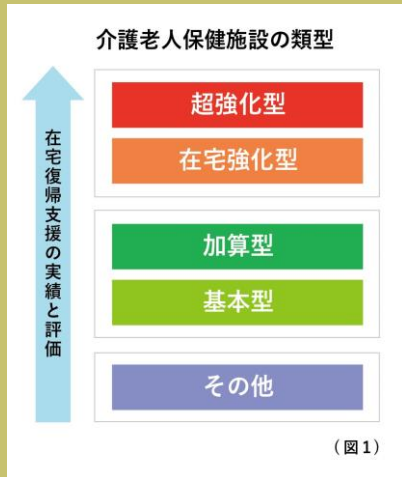 介護老人保健施設の類型
超強化型
在宅強化型
加算型
基本型
その他
在宅復帰支援の実績と評価
（図1）